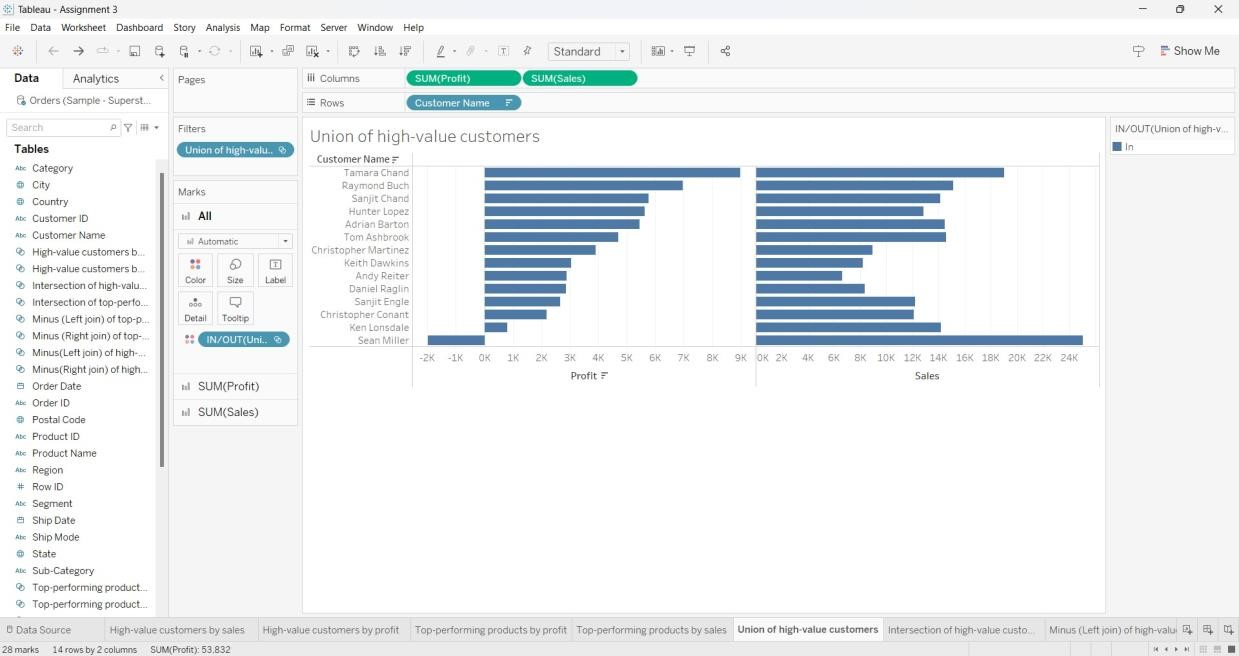 Tableau - Assignment 3
File Data Worksheet Dashboard Story Analysis Map Format Server Window Help
Standard
Show Me
Data Analytics
Orders (Sample - Superst...
Search
Tables
Abc Category
City
Country
Abc Customer ID
Abc Customer Name
High-value customers b...
High-value customers b...
Intersection of high-valu...
Intersection of top-perfo...
Minus (Left join) of top-p...
Minus (Right join) of top-...
Minus(Left join) of high-...
Minus(Right join) of high...
Order Date
Abc Order ID
Postal Code
Abc Product ID
Abc Product Name
Abc Region
# Row ID
Abc Segment
Ship Date
Abc Ship Mode
State
Abc Sub-Category
Top-performing product...
Top-performing product...
Pages
Filters
Union of high-valu..
Marks
All
Automatic
Color Size Label
Detail Tooltip
IN/OUT(Uni..
SUM(Profit)
SUM(Sales)
Columns SUM(Profit) SUM(Sales)
Rows Customer Name
Union of high-value customers
Customer Name
Tamara Chand
Raymond Buch
Sanjit Chand
Hunter Lopez
Adrian Barton
Tom Ashbrook
Christopher Martinez
Keith Dawkins
Andy Reiter
Daniel Raglin
Sanjit Engle
Christopher Conant
Ken Lonsdale
Sean Miller
-2K -1K 0K 1K 2K 3K 4K 5K 6K 7K 8K 9K 0K 2K 4K 6K 8K 10K 12K 14K 16K 18K 20K 22K 24K
Profit Sales
IN/OUT(Union of high-v...
In
Data Source High-value customers by sales High-value customers by profit Top-performing products by profit Top-performing products by sales Union of high-value customers Intersection of high-value custo... Minus (Left join) of high-valu
28 marks 14 rows by 2 columns SUM(Profit): 53,832